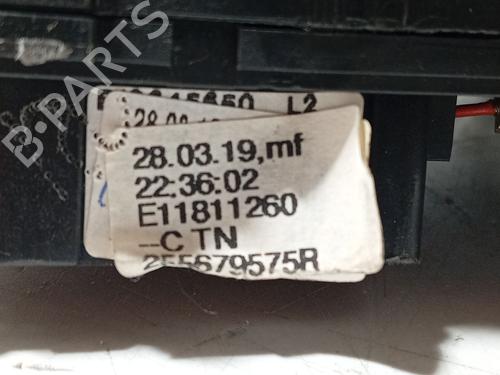 B-PARTS
L2
28.03.19,mf
22:36:02
E11811260
--C TN
255679575R